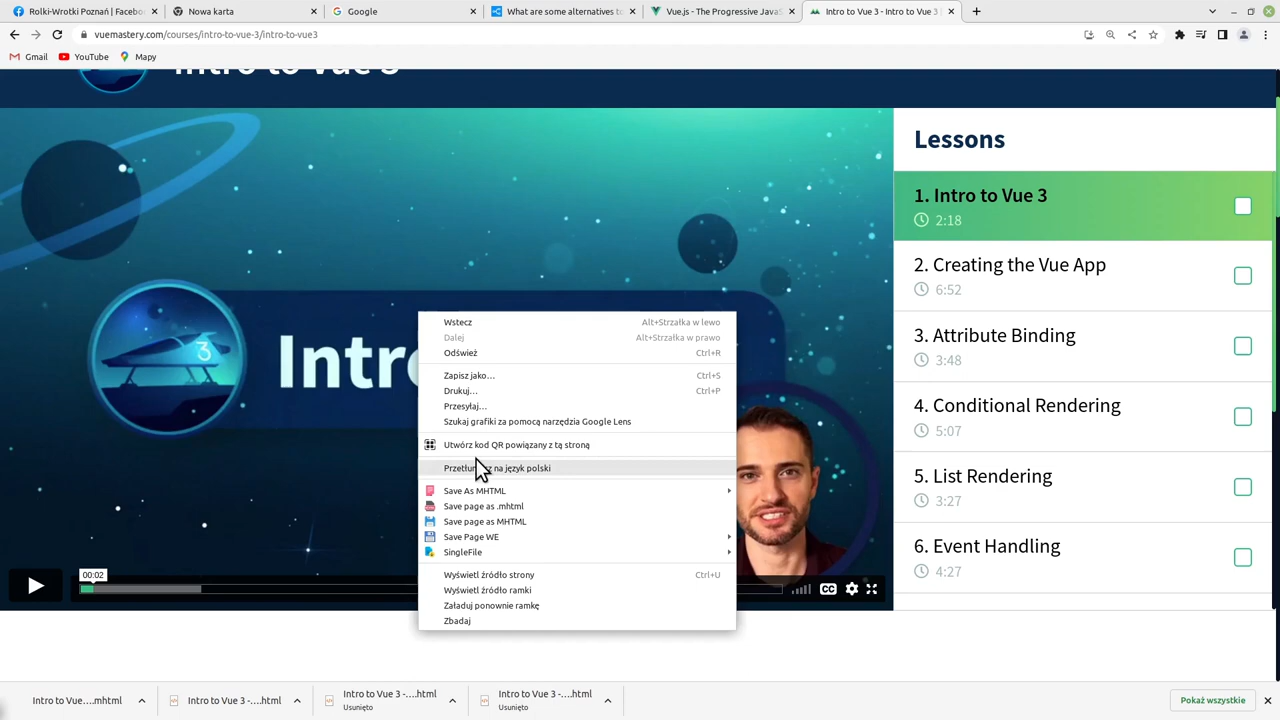 Rolki-Wrotki Poznań | Faceb
Nowa karta
Google
What are some alternatives to
Vue.js - The Progressive JavaS
Intro to Vue 3 - Intro to Vue 3 |
vuemastery.com/courses/intro-to-vue-3/intro-to-vue3
Gmail
YouTube
Mapy
Intro to Vue 3
Lessons
1. Intro to Vue 3
2:18
2. Creating the Vue App
6:52
3. Attribute Binding
3:48
4. Conditional Rendering
5:07
5. List Rendering
3:27
6. Event Handling
4:27
3
Intro
Wstecz Alt+Strzałka w lewo
Dalej Alt+Strzałka w prawo
Odśwież Ctrl+R
Zapisz jako… Ctrl+S
Drukuj… Ctrl+P
Przesyłaj…
Szukaj grafiki za pomocą narzędzia Google Lens
Utwórz kod QR powiązany z tą stroną
Przetłumacz na język polski
Save As MHTML
Save page as .mhtml
Save page as MHTML
Save Page WE
SingleFile
Wyświetl źródło strony Ctrl+U
Wyświetl źródło ramki
Załaduj ponownie ramkę
Zbadaj
00:02
CC
Intro to Vue....mhtml
Intro to Vue 3 -....html
Intro to Vue 3 -....html
Usunięto
Intro to Vue 3 -....html
Usunięto
Pokaż wszystkie